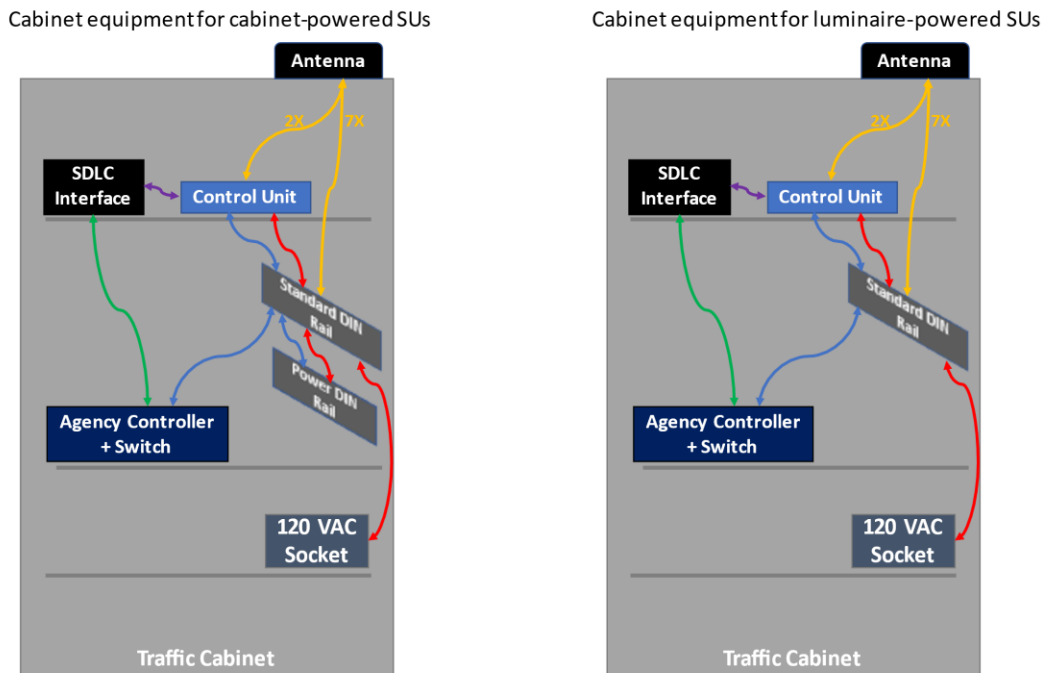 Cabinet equipment for cabinet-powered SUs
Antenna
2X
7X
SDLC
Interface
Control Unit
Standard DIN
Rail
Power DIN
Rail
Agency Controller
+ Switch
120 VAC
Socket
Traffic Cabinet
Cabinet equipment for luminaire-powered SUs
Antenna
2X
7X
SDLC
Interface
Control Unit
Standard DIN
Rail
Agency Controller
+ Switch
120 VAC
Socket
Traffic Cabinet